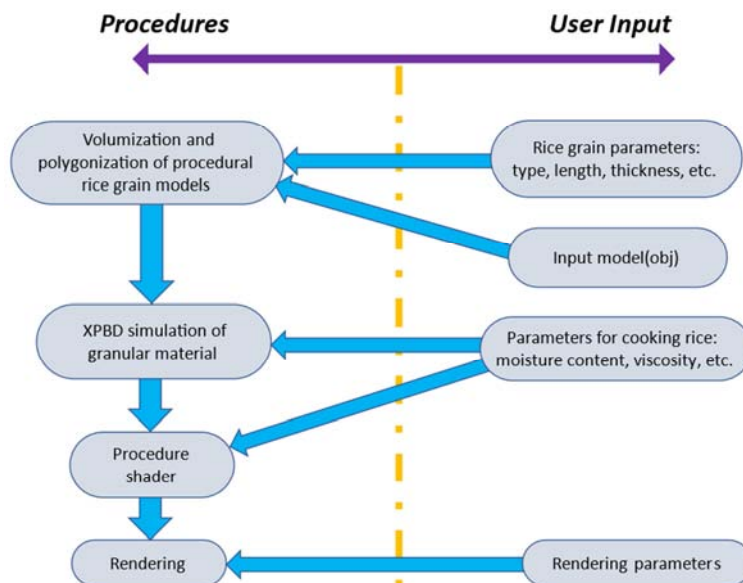 Procedures
User Input
Volumization and
polygonization of procedural
rice grain models
Rice grain parameters:
type, length, thickness, etc.
Input model(obj)
XPBD simulation of
granular material
Parameters for cooking rice:
moisture content, viscosity, etc.
Procedure
shader
Rendering
Rendering parameters